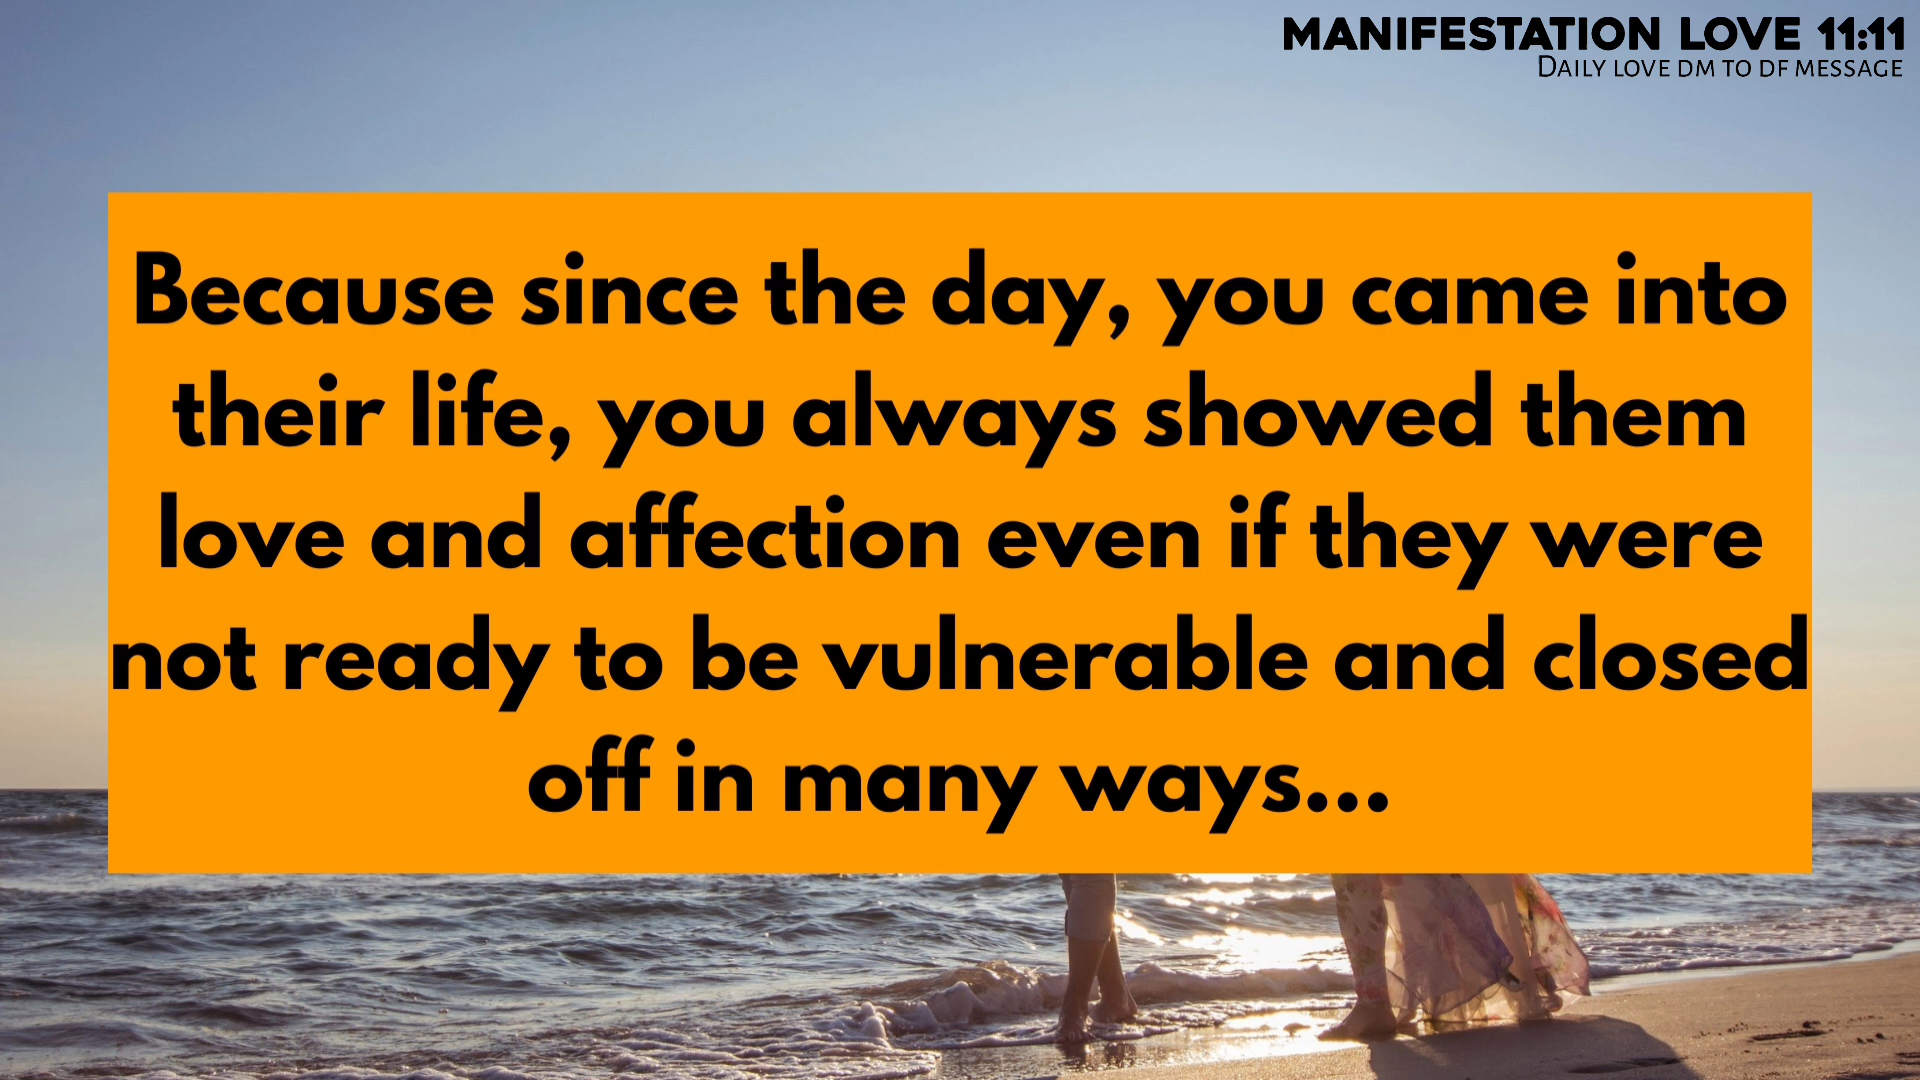 MANIFESTATION LOVE 11:11
DAILY LOVE DM TO DF MESSAGE
Because since the day, you came into
their life, you always showed them
love and affection even if they were
not ready to be vulnerable and closed
off in many ways...